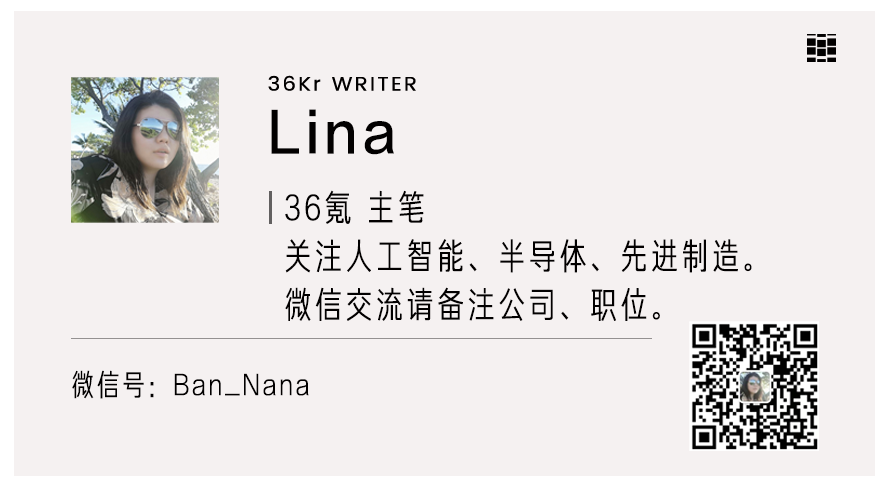 36Kr WRITER
Lina
36氪 主笔
关注人工智能、半导体、先进制造。
微信交流请备注公司、职位。
微信号：Ban_Nana